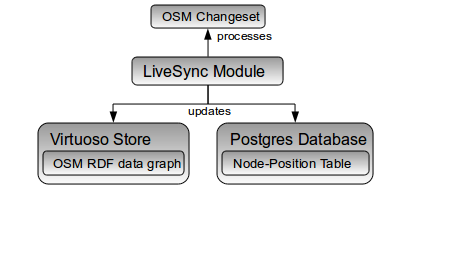 OSM Changeset
processes
LiveSync Module
updates
Virtuoso Store
OSM RDF data graph
Postgres Database
Node-Position Table